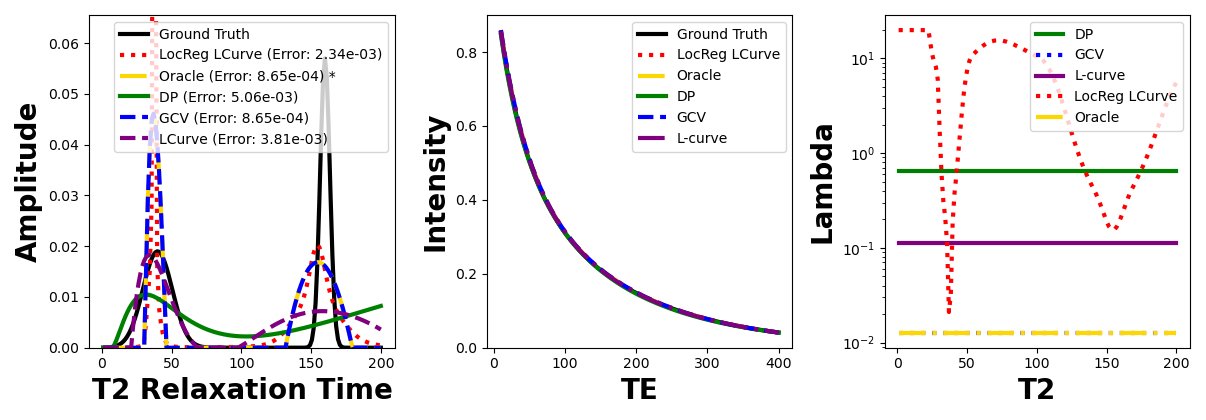 Amplitude
0.06
0.05
0.04
0.03
0.02
0.01
0.00
Ground Truth
LocReg LCurve (Error: 2.34e-03)
Oracle (Error: 8.65e-04) *
DP (Error: 5.06e-03)
GCV (Error: 8.65e-04)
LCurve (Error: 3.81e-03)
0 50 100 150 200
T2 Relaxation Time
Intensity
0.8
0.6
0.4
0.2
0.0
Ground Truth
LocReg LCurve
Oracle
DP
GCV
L-curve
0 100 200 300 400
TE
Lambda
10¹
10⁰
10⁻¹
10⁻²
DP
GCV
L-curve
LocReg LCurve
Oracle
0 50 100 150 200
T2